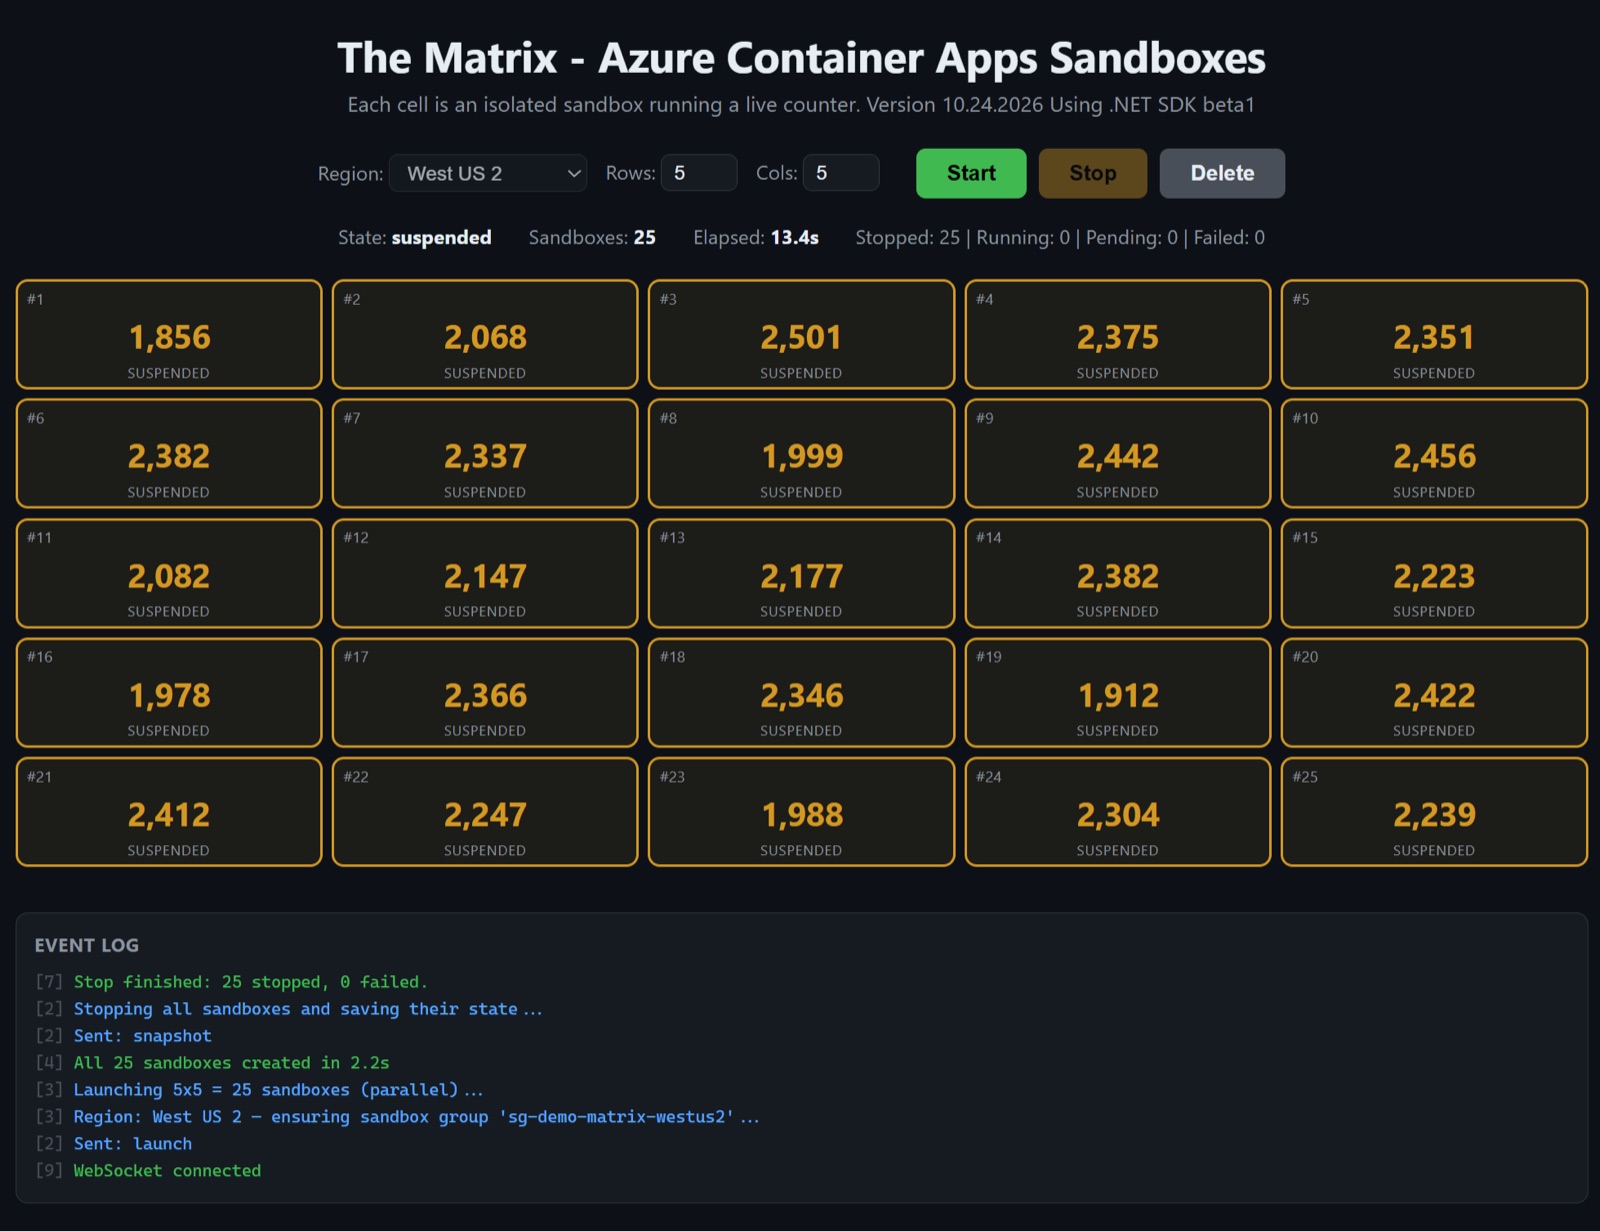 The Matrix - Azure Container Apps Sandboxes
Each cell is an isolated sandbox running a live counter. Version 10.24.2026 Using .NET SDK beta1
Region: West US 2 Rows: 5 Cols: 5 Start Stop Delete
State: suspended Sandboxes: 25 Elapsed: 13.4s Stopped: 25 | Running: 0 | Pending: 0 | Failed: 0
#1 #2 #3 #4 #5
1,856 2,068 2,501 2,375 2,351
SUSPENDED SUSPENDED SUSPENDED SUSPENDED SUSPENDED
#6 #7 #8 #9 #10
2,382 2,337 1,999 2,442 2,456
SUSPENDED SUSPENDED SUSPENDED SUSPENDED SUSPENDED
#11 #12 #13 #14 #15
2,082 2,147 2,177 2,382 2,223
SUSPENDED SUSPENDED SUSPENDED SUSPENDED SUSPENDED
#16 #17 #18 #19 #20
1,978 2,366 2,346 1,912 2,422
SUSPENDED SUSPENDED SUSPENDED SUSPENDED SUSPENDED
#21 #22 #23 #24 #25
2,412 2,247 1,988 2,304 2,239
SUSPENDED SUSPENDED SUSPENDED SUSPENDED SUSPENDED
EVENT LOG
[7] Stop finished: 25 stopped, 0 failed.
[2] Stopping all sandboxes and saving their state...
[2] Sent: snapshot
[4] All 25 sandboxes created in 2.2s
[3] Launching 5x5 = 25 sandboxes (parallel)...
[3] Region: West US 2 — ensuring sandbox group 'sg-demo-matrix-westus2'...
[2] Sent: launch
[9] WebSocket connected